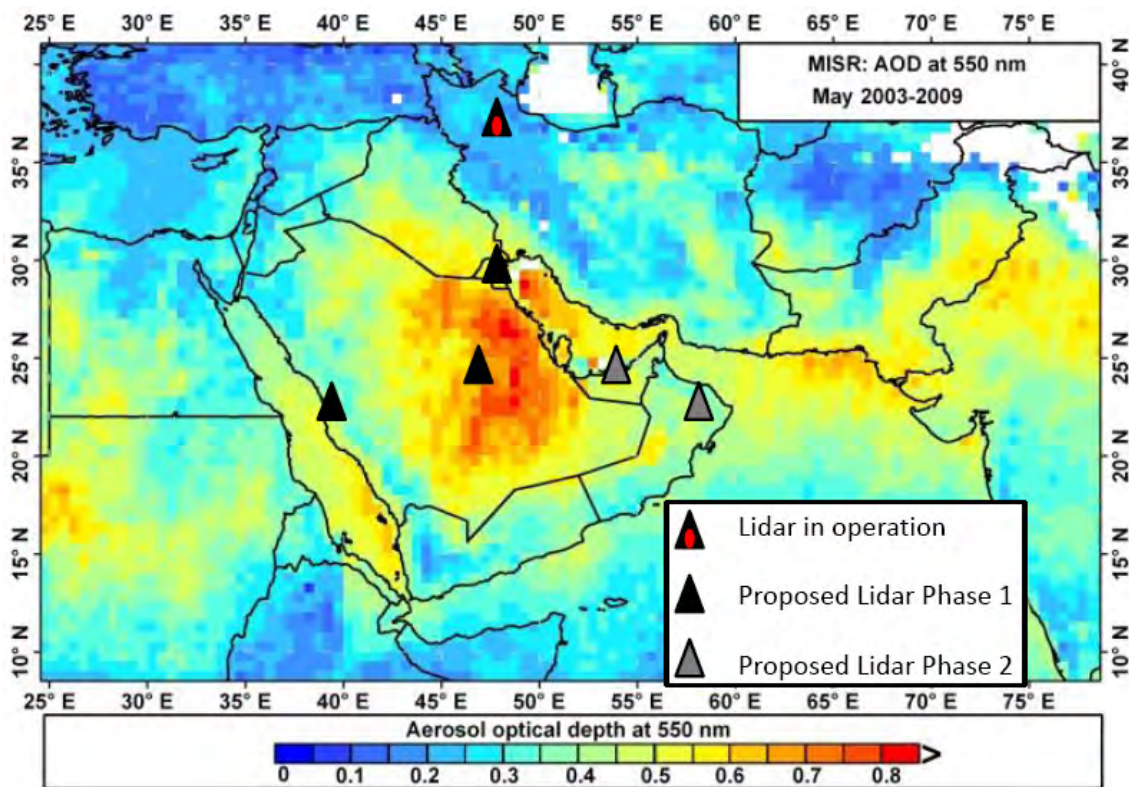 25° E 30° E 35° E 40° E 45° E 50° E 55° E 60° E 65° E 70° E 75° E
MISR: AOD at 550 nm
May 2003-2009
40° N 40° N
35° N 35° N
30° N 30° N
25° N 25° N
20° N 20° N
15° N 15° N
10° N 10° N
Lidar in operation
Proposed Lidar Phase 1
Proposed Lidar Phase 2
25° E 30° E 35° E 40° E 45° E 50° E 55° E 60° E 65° E 70° E 75° E
Aerosol optical depth at 550 nm
0 0.1 0.2 0.3 0.4 0.5 0.6 0.7 0.8